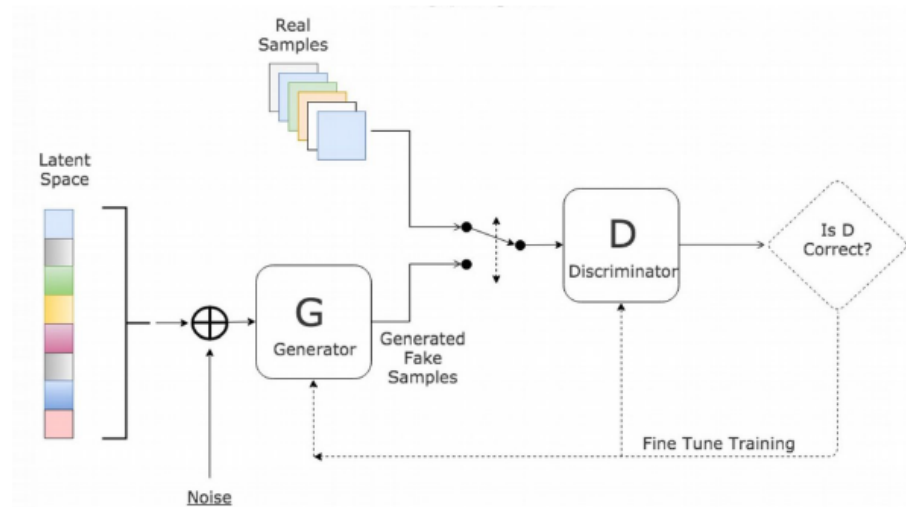 Real
Samples
Latent
Space
Is D
Correct?
D
Discriminator
G
Generator
Generated
Fake
Samples
Fine Tune Training
Noise